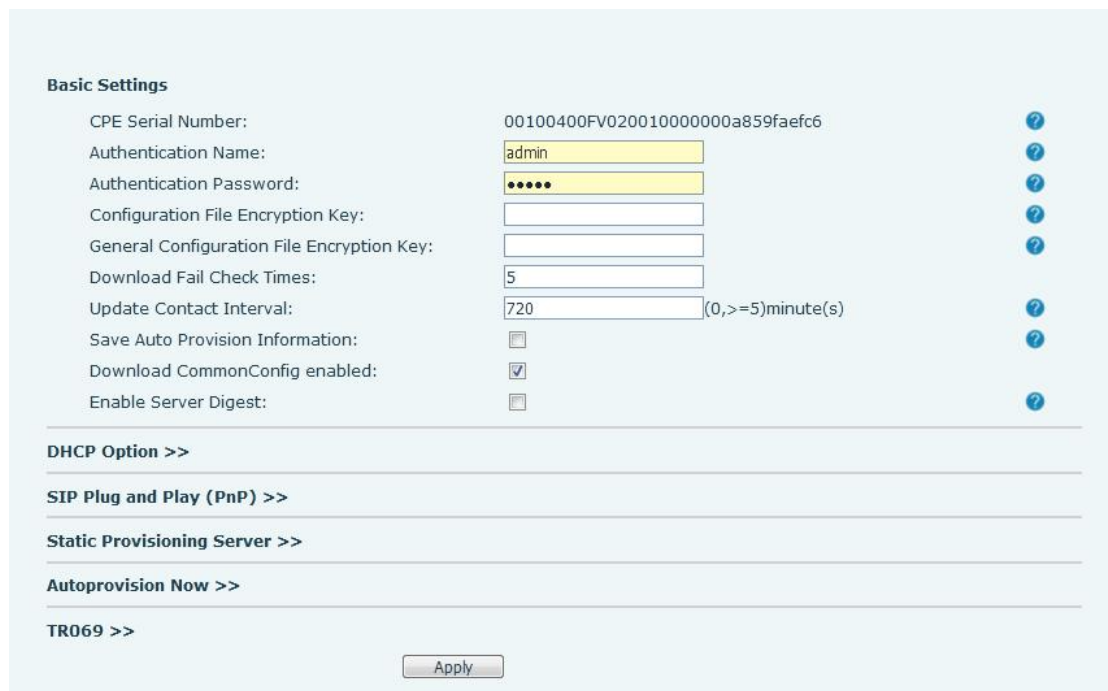 Basic Settings
CPE Serial Number: 00100400FV020010000000a859faefc6
Authentication Name: admin
Authentication Password: •••••
Configuration File Encryption Key:
General Configuration File Encryption Key:
Download Fail Check Times: 5
Update Contact Interval: 720 (0,>=5)minute(s)
Save Auto Provision Information:
Download CommonConfig enabled:
Enable Server Digest:
DHCP Option >>
SIP Plug and Play (PnP) >>
Static Provisioning Server >>
Autoprovision Now >>
TR069 >>
Apply